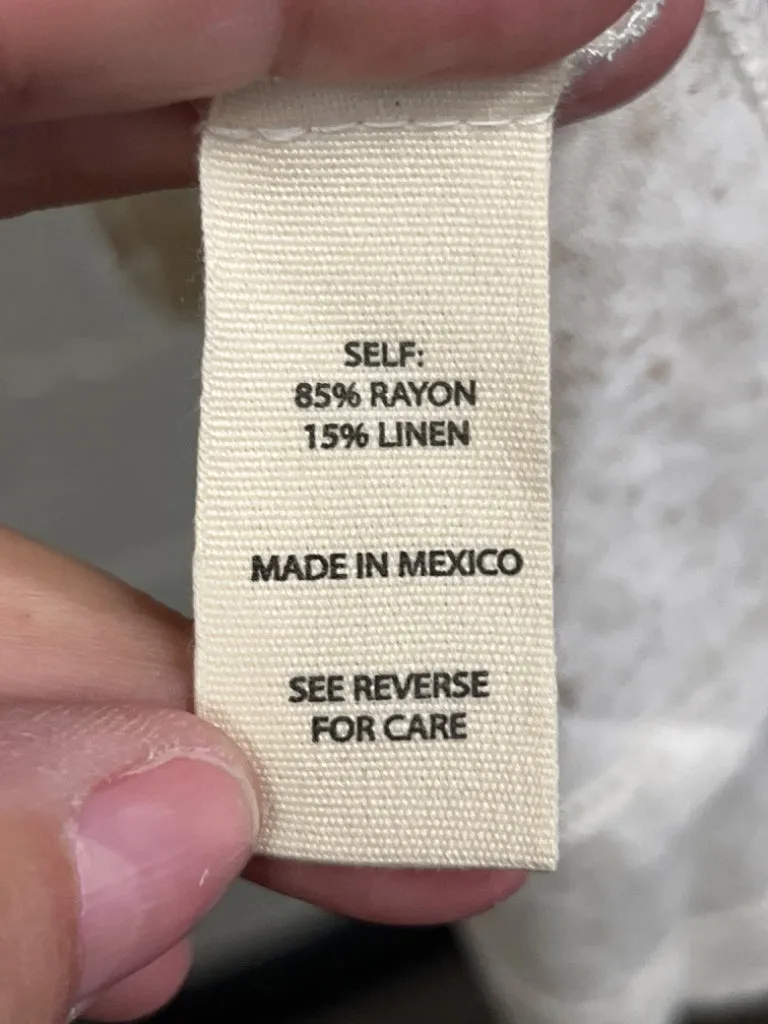 SELF:
85% RAYON
15% LINEN
MADE IN MEXICO
SEE REVERSE
FOR CARE